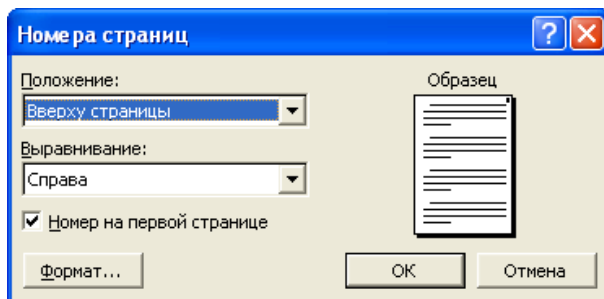 Номера страниц
Положение:
Образец
Вверху страницы
Выравнивание:
Справа
Номер на первой странице
Формат...
ОК
Отмена